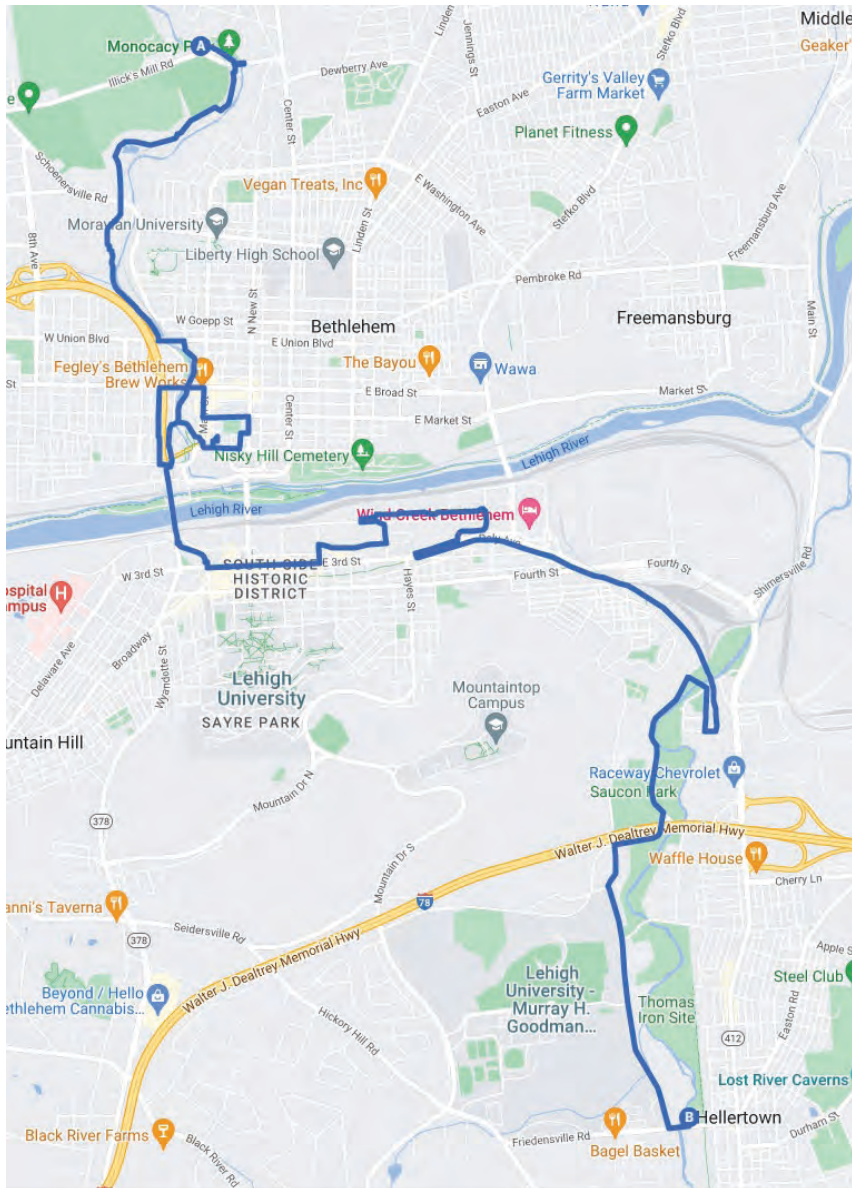 Middle
Geaker's
Monocacy P
A
Illick's Mill Rd
Dewberry Ave
Linden
Jennings St
Stefko Blvd
Gerrity's Valley
Farm Market
Easton Ave
Planet Fitness
Center St
Schoenersville Rd
Vegan Treats, Inc
E Washington Ave
Stefko Blvd
Freemansburg Ave
8th Ave
Moravian University
Liberty High School
Linden St
Pembroke Rd
Main St
N New St
W Goepp St
Bethlehem
Freemansburg
W Union Blvd
E Union Blvd
Fegley's Bethlehem
Brew Works
The Bayou
Wawa
Market St
E Broad St
Center St
E Market St
Nisky Hill Cemetery
Lehigh River
Lehigh River
Wind Creek Bethlehem
Daly Ave
W 3rd St
SOUTH SIDE
HISTORIC
DISTRICT
E 3rd St
Hayes St
Fourth St
Fourth St
Shimersville Rd
ospital
ampus
H
Delaware Ave
Broadway
Wyandotte St
Lehigh
University
SAYRE PARK
Mountaintop
Campus
untain Hill
Mountain Dr N
Raceway Chevrolet
Saucon Park
378
Mountain Dr S
Walter J. Dealtrey Memorial Hwy
Waffle House
Cherry Ln
anni's Taverna
78
Seidersville Rd
378
Walter J. Dealtrey Memorial Hwy
Apple S
Beyond / Hello
ethlehem Cannabis...
Lehigh
University -
Murray H.
Goodman...
Steel Club
Easton Rd
Thomas
Iron Site
Hickory Hill Rd
412
Lost River Caverns
B
Hellertown
Black River Farms
Black River Rd
Friedensville Rd
Bagel Basket
Durham St